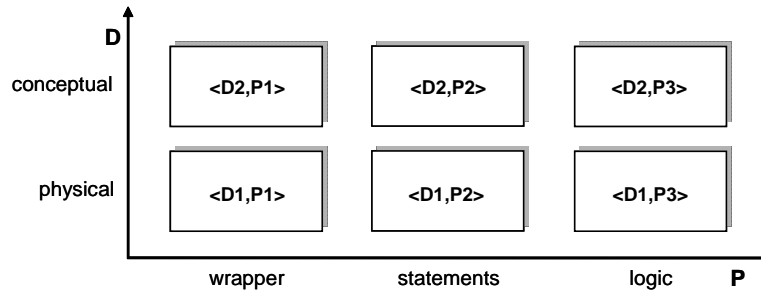 D
conceptual <D2,P1> <D2,P2> <D2,P3>
physical <D1,P1> <D1,P2> <D1,P3>
wrapper statements logic P